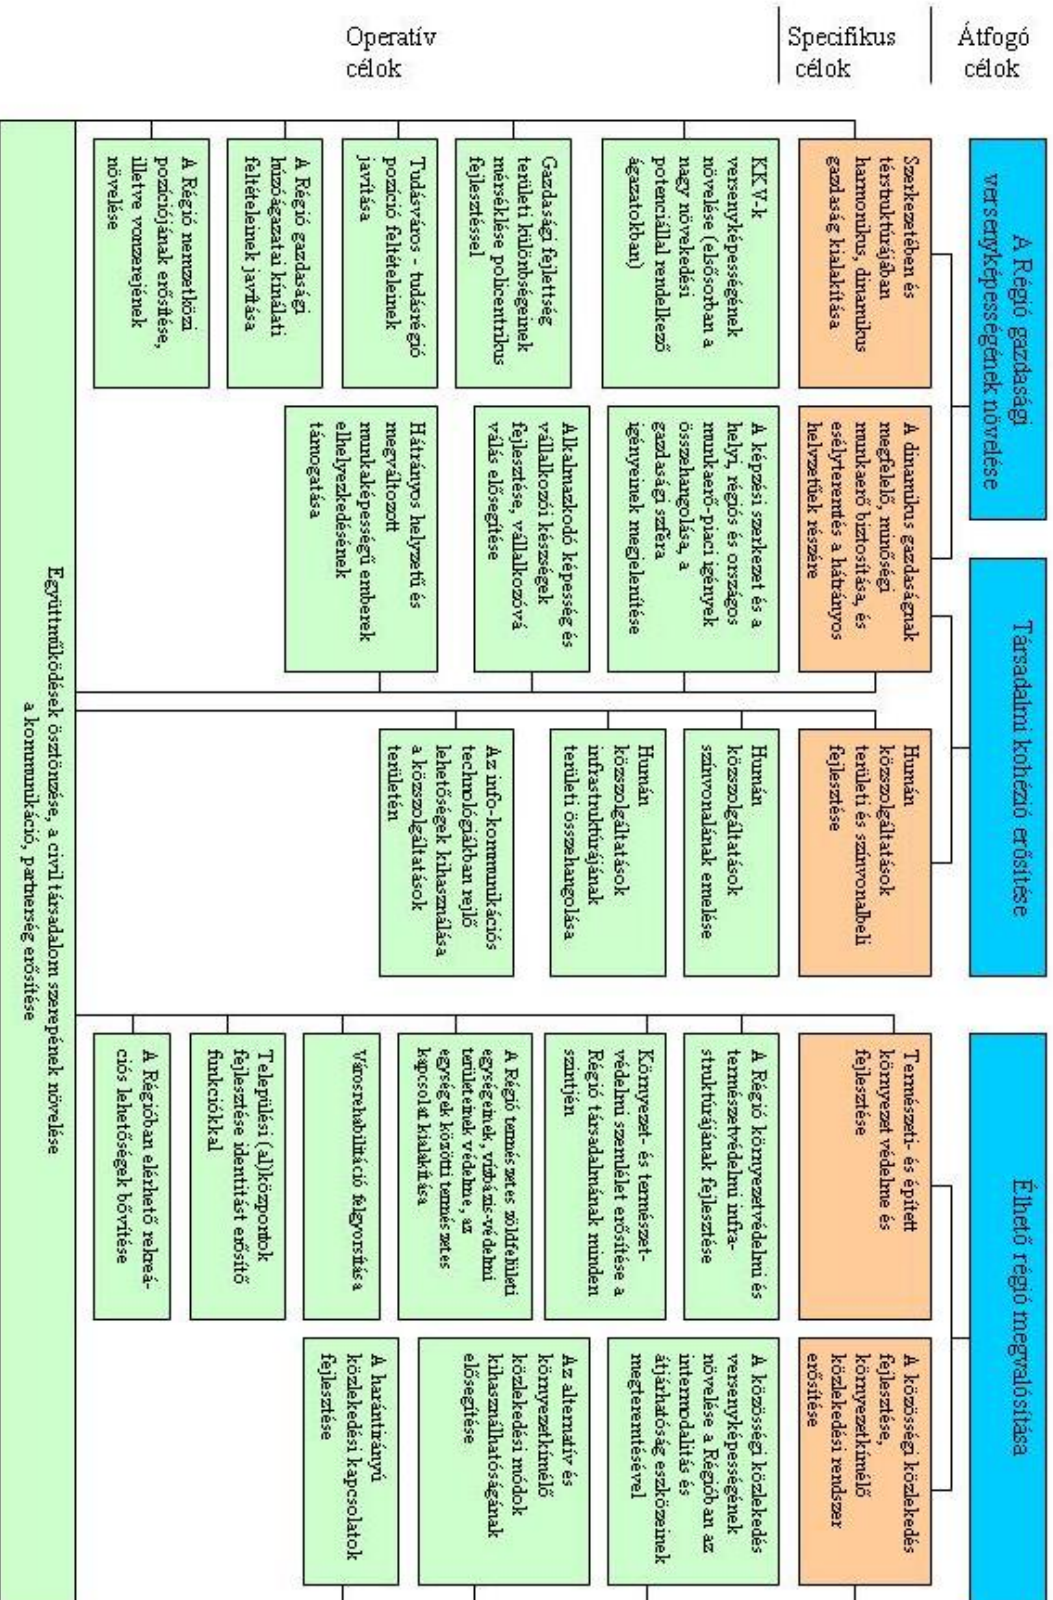 Átfogó
célok
Specifikus
célok
Operatív
célok
A Régió gazdasági
versenyképességének növelése
Társadalmi kohézió erősítése
Élhető régió megvalósítása
Szerkezetében és
térstruktúrájában
harmonikus, dinamikus
gazdaság kialakítása
A dinamikus gazdaságnak
megfelelő, minőségi
munkaerő biztosítása, és
esélyteremtés a hátrányos
helyzetűek részére
Humán
közszolgáltatások
területi és színvonalbeli
fejlesztése
Természeti- és épített
környezet védelme és
fejlesztése
A közösségi közlekedés
fejlesztése,
környezetkímélő
közlekedési rendszer
erősítése
KKV-k
versenyképességének
növelése (elsősorban a
nagy növekedési
potenciállal rendelkező
ágazatokban)
Gazdasági fejlettség
területi különbségeinek
mérséklése policentrikus
fejlesztéssel
Tudásváros - tudásrégió
pozíció feltételeinek
javítása
A Régió gazdasági
húzóágazatai kínálati
feltételeinek javítása
A Régió nemzetközi
pozíciójának erősítése,
illetve vonzerejének
növelése
A képzési szerkezet és a
helyi, régiós és országos
munkaerő-piaci igények
összehangolása, a
gazdasági szféra
igényeinek megjelenítése
Alkalmazkodó képesség és
vállalkozói készségek
fejlesztése, vállalkozóvá
válás elősegítése
Hátrányos helyzetű és
megváltozott
munkaképességű emberek
elhelyezkedésének
támogatása
Humán
közszolgáltatások
színvonalának emelése
Humán
közszolgáltatások
infrastruktúrájának
területi összehangolása
Az info-kommunikációs
technológiákban rejlő
lehetőségek kihasználása
a közszolgáltatások
területén
A Régió környezetvédelmi és
természetvédelmi infra-
struktúrájának fejlesztése
Környezet- és természet-
védelmi szemlélet erősítése a
Régió társadalmának minden
szintjén
A Régió természetes zöldfelületi
egységeinek, vízbázis-védelmi
területeinek védelme, az
egységek közötti természetes
kapcsolat kialakítása
Városrehabilitáció felgyorsítása
Települési (al)központok
fejlesztése identitást erősítő
funkciókkal
A Régióban elérhető rekreá-
ciós lehetőségek bővítése
A közösségi közlekedés
versenyképességének
növelése a Régióban az
intermodalitás és
átjárhatóság eszközeinek
megteremtésével
Az alternatív és
környezetkímélő
közlekedési módok
kihasználhatóságának
elősegítése
A harántirányú
közlekedési kapcsolatok
fejlesztése
Együttműködések ösztönzése, a civil társadalom szerepének növelése
a kommunikáció, partnerség erősítése